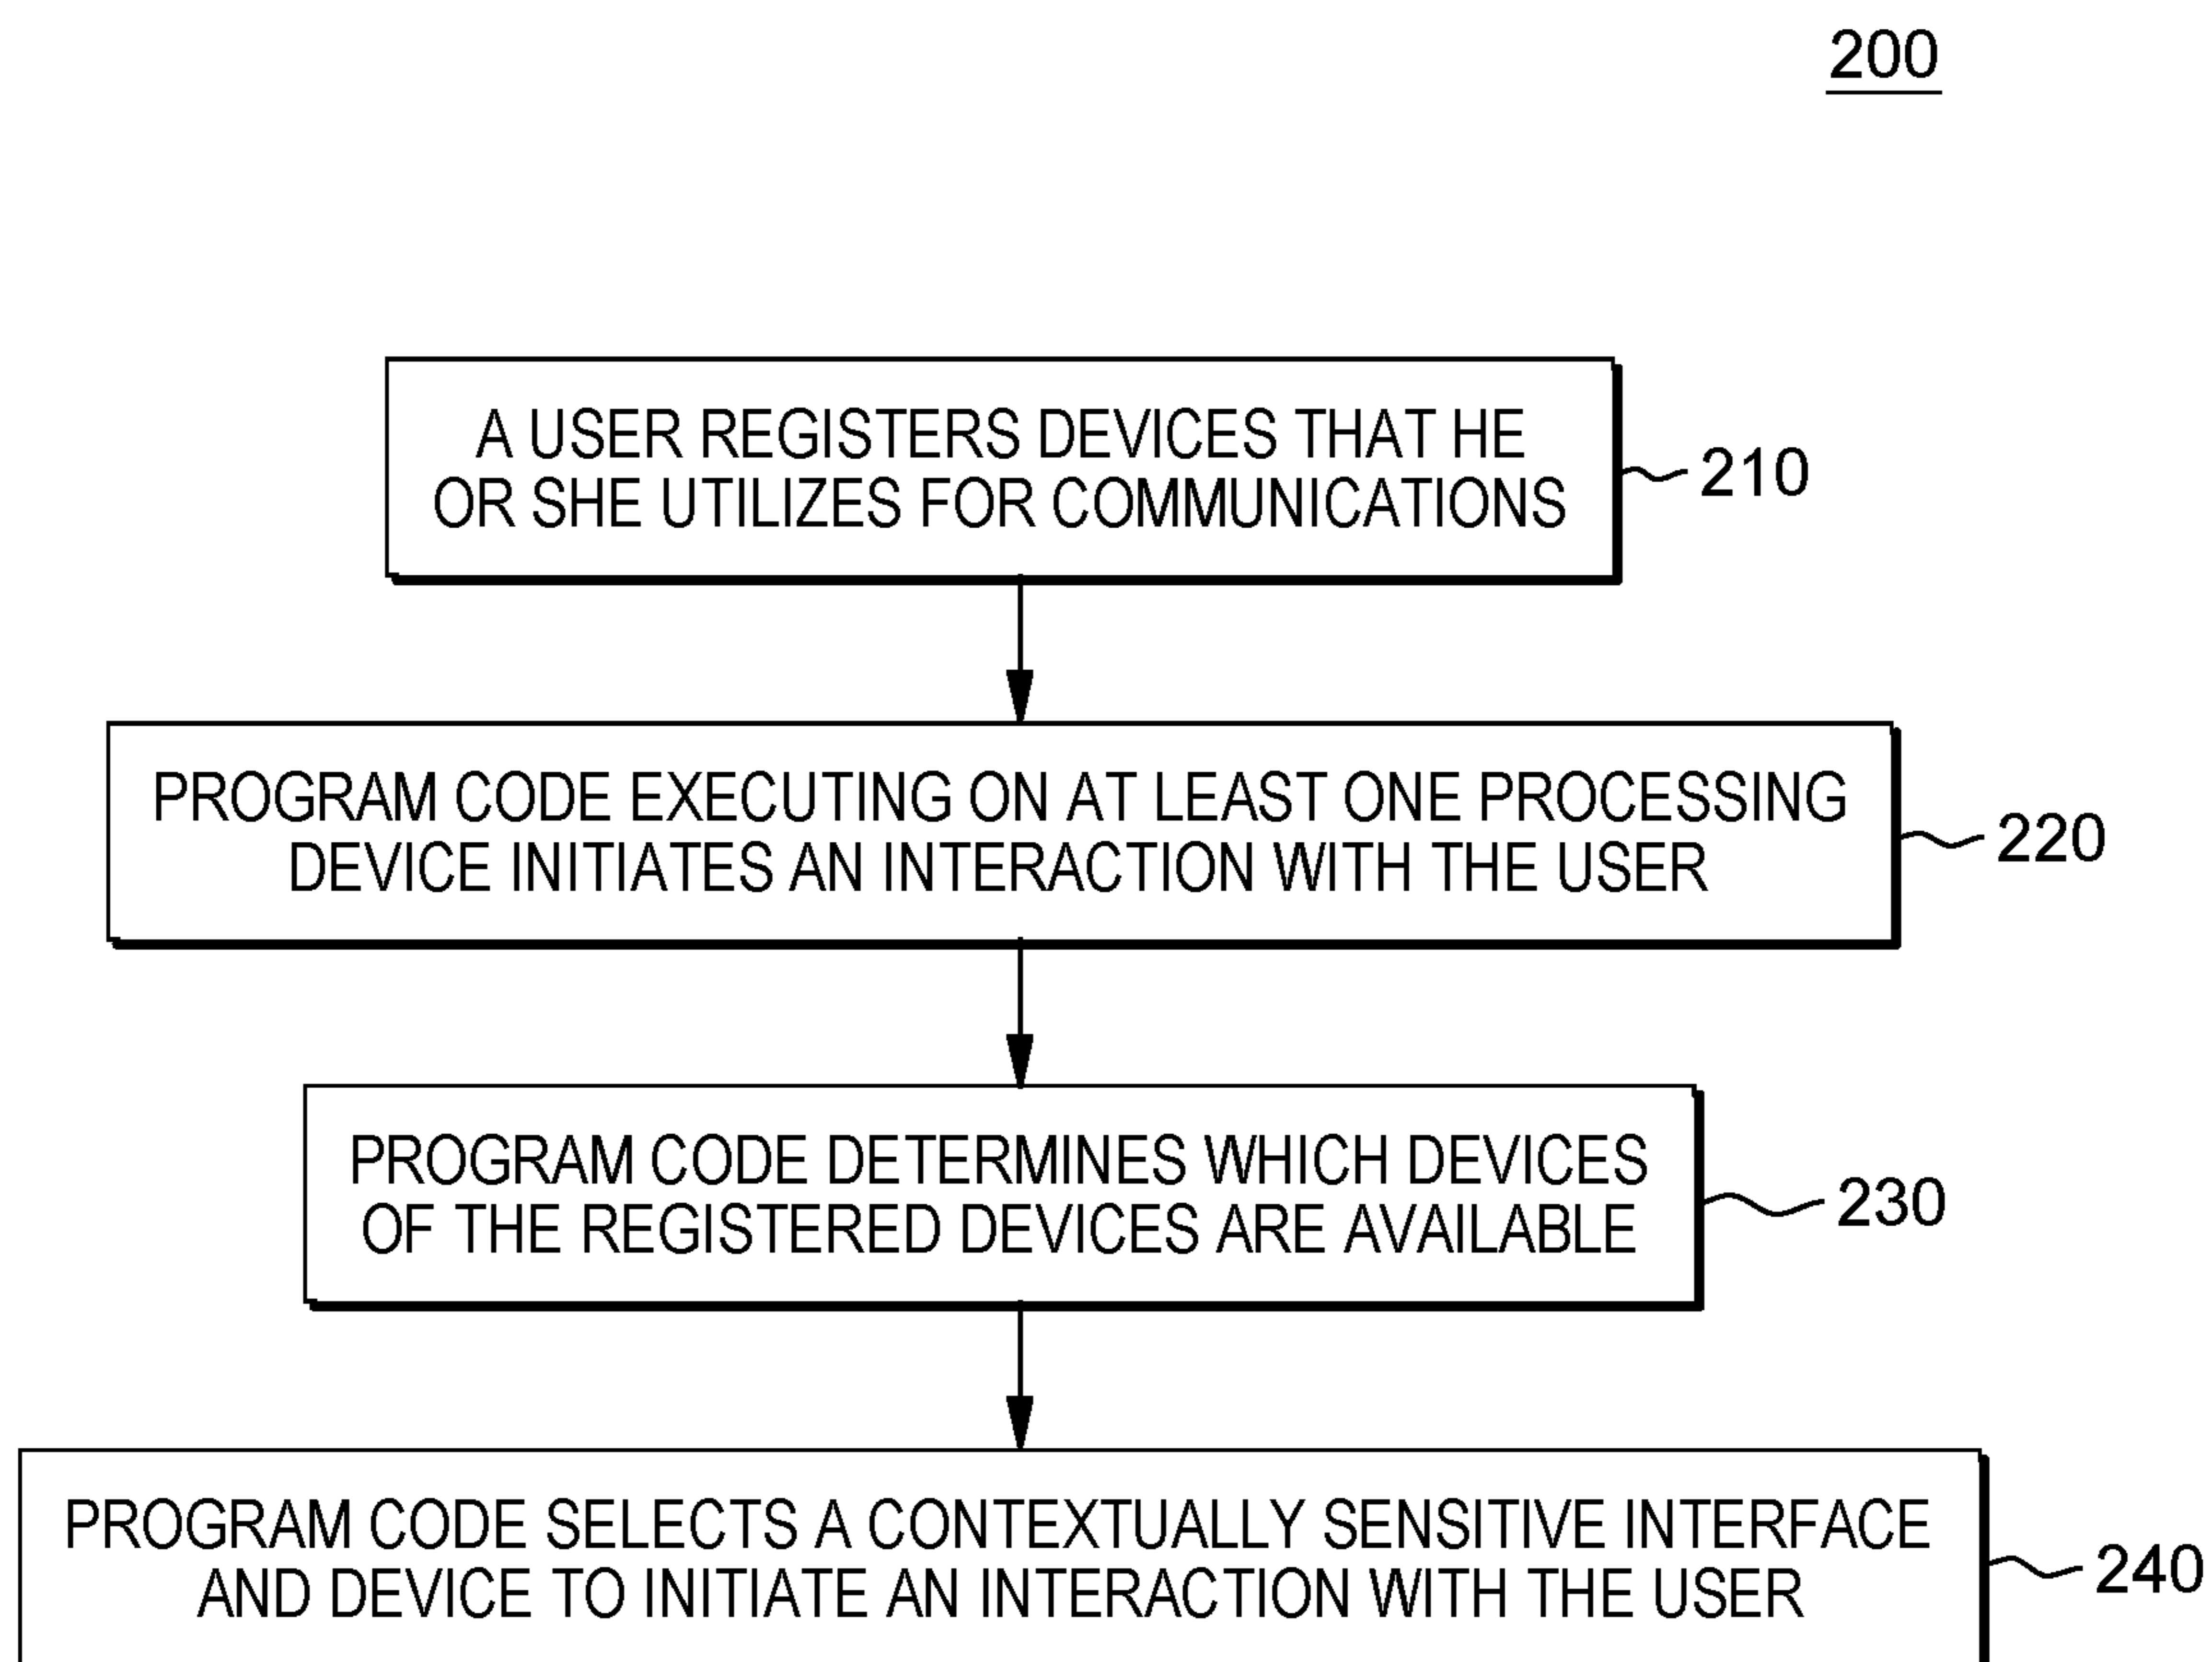 200
A USER REGISTERS DEVICES THAT HE
OR SHE UTILIZES FOR COMMUNICATIONS
210
PROGRAM CODE EXECUTING ON AT LEAST ONE PROCESSING
DEVICE INITIATES AN INTERACTION WITH THE USER
220
PROGRAM CODE DETERMINES WHICH DEVICES
OF THE REGISTERED DEVICES ARE AVAILABLE
230
PROGRAM CODE SELECTS A CONTEXTUALLY SENSITIVE INTERFACE
AND DEVICE TO INITIATE AN INTERACTION WITH THE USER
240